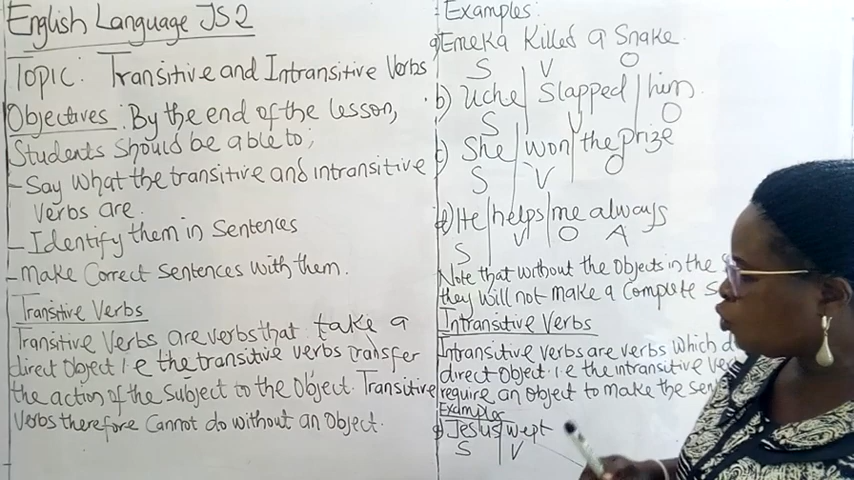 English Language JS2
Topic: Transitive and Intransitive Verbs
Objectives: By the end of the lesson,
Students should be able to;
- Say what the transitive and intransitive
verbs are.
- Identify them in Sentences
- Make Correct Sentences with them.
Transitive Verbs
Transitive Verbs are verbs that take a
direct Object i.e the transitive verbs transfer
the action of the Subject to the Object. Transitive
Verbs therefore Cannot do without an Object.
Examples:
a) Emeka Killed a Snake.
S V O
b) Uche | Slapped | him.
S V O
c) She | won | the prize
S V O
d) He | helps | me always
S V O A
Note that without the Objects in the
they will not make a Complete
Intransitive Verbs
Intransitive verbs are verbs which
direct Object i.e the intransitive
require an object to make the
Examples
a) Jesus | wept
S V